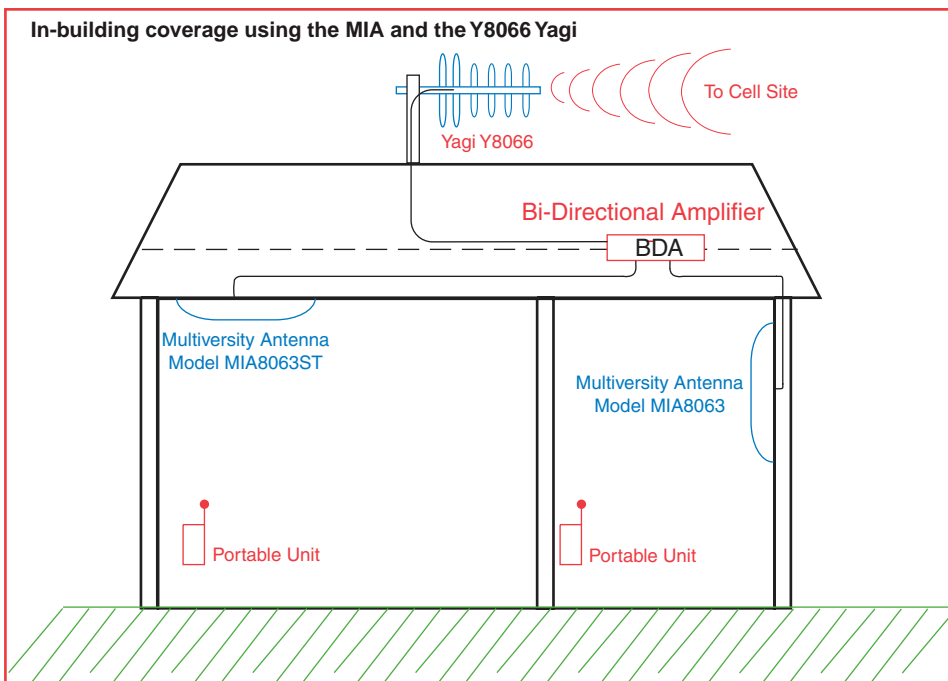 In-building coverage using the MIA and the Y8066 Yagi
To Cell Site
Yagi Y8066
Bi-Directional Amplifier
BDA
Multiversity Antenna
Model MIA8063ST
Multiversity Antenna
Model MIA8063
Portable Unit
Portable Unit